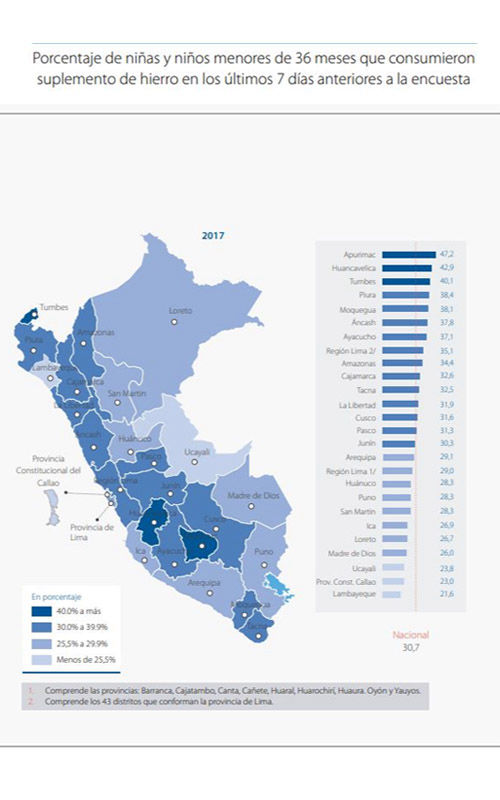 Porcentaje de niñas y niños menores de 36 meses que consumieron
suplemento de hierro en los últimos 7 días anteriores a la encuesta
2017
Tumbes
Loreto
Piura
Amazonas
Lambayeque
Cajamarca
San Martín
La Libertad
Áncash
Huánuco
Ucayali
Pasco
Provincia
Constitucional del
Callao
Región Lima
Junín
Madre de Dios
Provincia de
Lima
Cusco
Ica
Ayacucho
Puno
Arequipa
Moquegua
Tacna
Apurimac 47,2
Huancavelica 42,9
Tumbes 40,1
Piura 38,4
Moquegua 38,1
Áncash 37,8
Ayacucho 37,1
Región Lima 2/ 35,1
Amazonas 34,4
Cajamarca 32,6
Tacna 32,5
La Libertad 31,9
Cusco 31,6
Pasco 31,3
Junín 30,3
Arequipa 29,1
Región Lima 1/ 29,0
Huánuco 28,3
Puno 28,3
San Martín 28,3
Ica 26,9
Loreto 26,7
Madre de Dios 26,0
Ucayali 23,8
Prov. Const. Callao 23,0
Lambayeque 21,6
En porcentaje
40.0% a más
30.0% a 39.9%
25,5% a 29.9%
Menos de 25,5%
Nacional
30,7
1. Comprende las provincias: Barranca, Cajatambo, Canta, Cañete, Huaral, Huarochirí, Huaura. Oyón y Yauyos.
2. Comprende los 43 distritos que conforman la provincia de Lima.